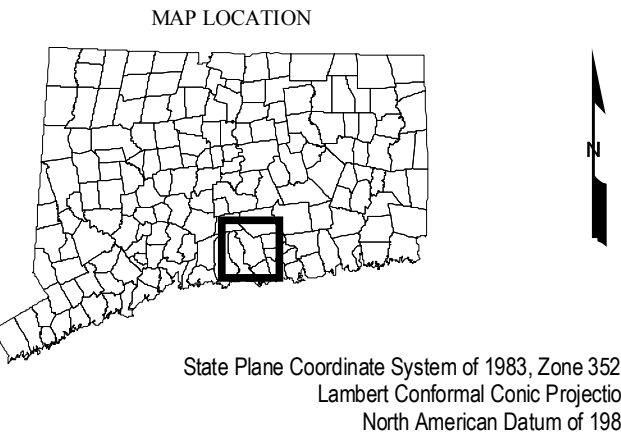 MAP LOCATION
N
State Plane Coordinate System of 1983, Zone 352
Lambert Conformal Conic Projectio
North American Datum of 198